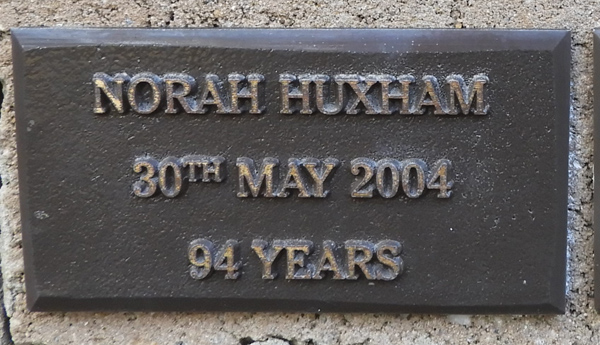 NORAH HUXHAM
30TH MAY 2004
94 YEARS